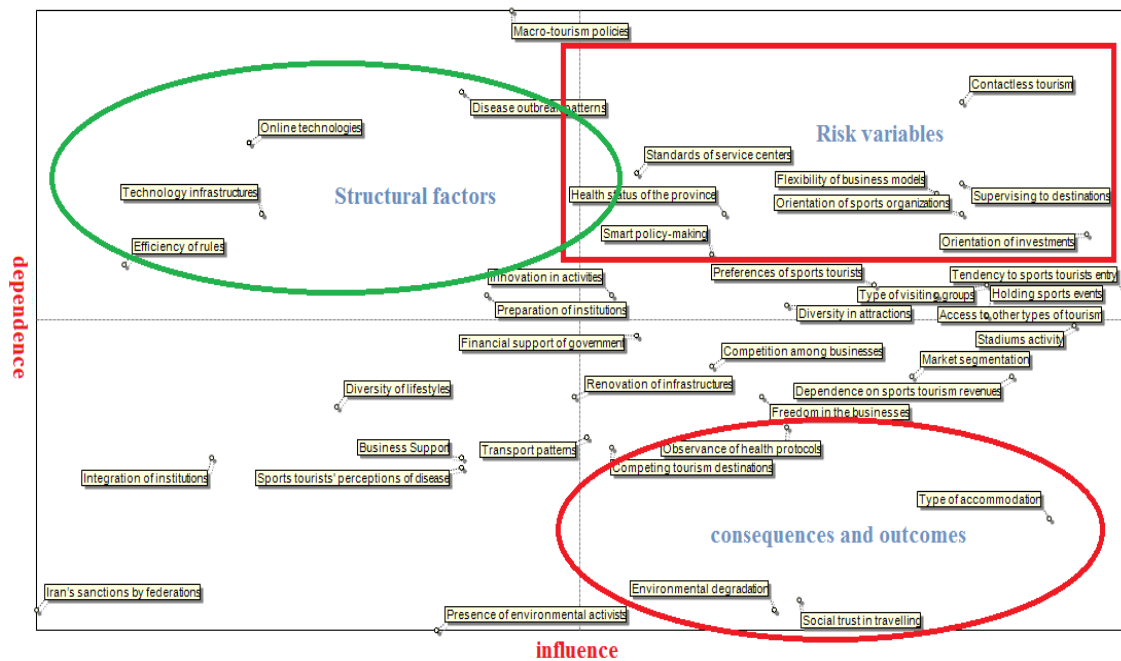 Macro-tourism policies
Contactless tourism
Disease outbreak patterns
Online technologies
Risk variables
Standards of service centers
Flexibility of business models
Technology infrastructures
Structural factors
Health status of the province
Supervising to destinations
Orientation of sports organizations
Smart policy-making
Orientation of investments
Efficiency of rules
dependence
Innovation in activities
Preferences of sports tourists
Tendency to sports tourists entry
Type of visiting groups
Holding sports events
Preparation of institutions
Diversity in attractions
Access to other types of tourism
Financial support of government
Stadiums activity
Competition among businesses
Market segmentation
Diversity of lifestyles
Renovation of infrastructures
Dependence on sports tourism revenues
Freedom in the businesses
Business Support
Transport patterns
Observance of health protocols
Integration of institutions
Sports tourists' perceptions of disease
Competing tourism destinations
Type of accommodation
consequences and outcomes
Iran's sanctions by federations
Environmental degradation
Presence of environmental activists
Social trust in travelling
influence